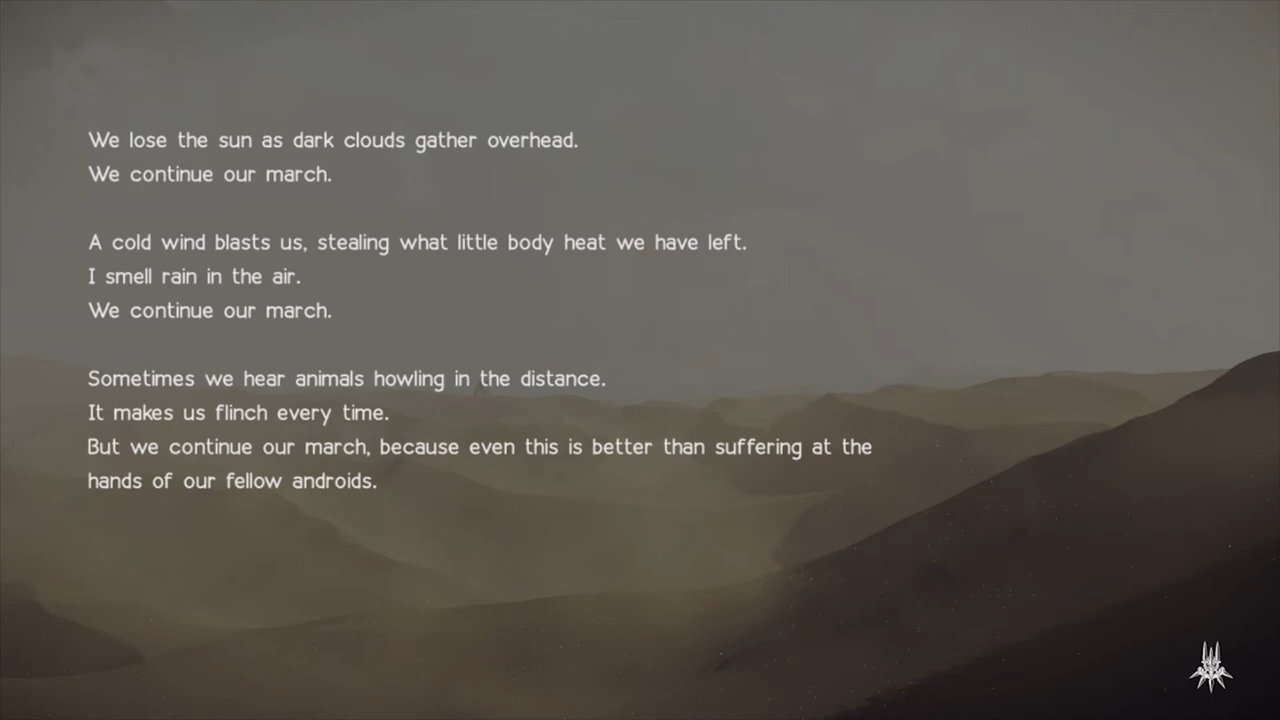 We lose the sun as dark clouds gather overhead.
We continue our march.
A cold wind blasts us, stealing what little body heat we have left.
I smell rain in the air.
We continue our march.
Sometimes we hear animals howling in the distance.
It makes us flinch every time.
But we continue our march, because even this is better than suffering at the
hands of our fellow androids.